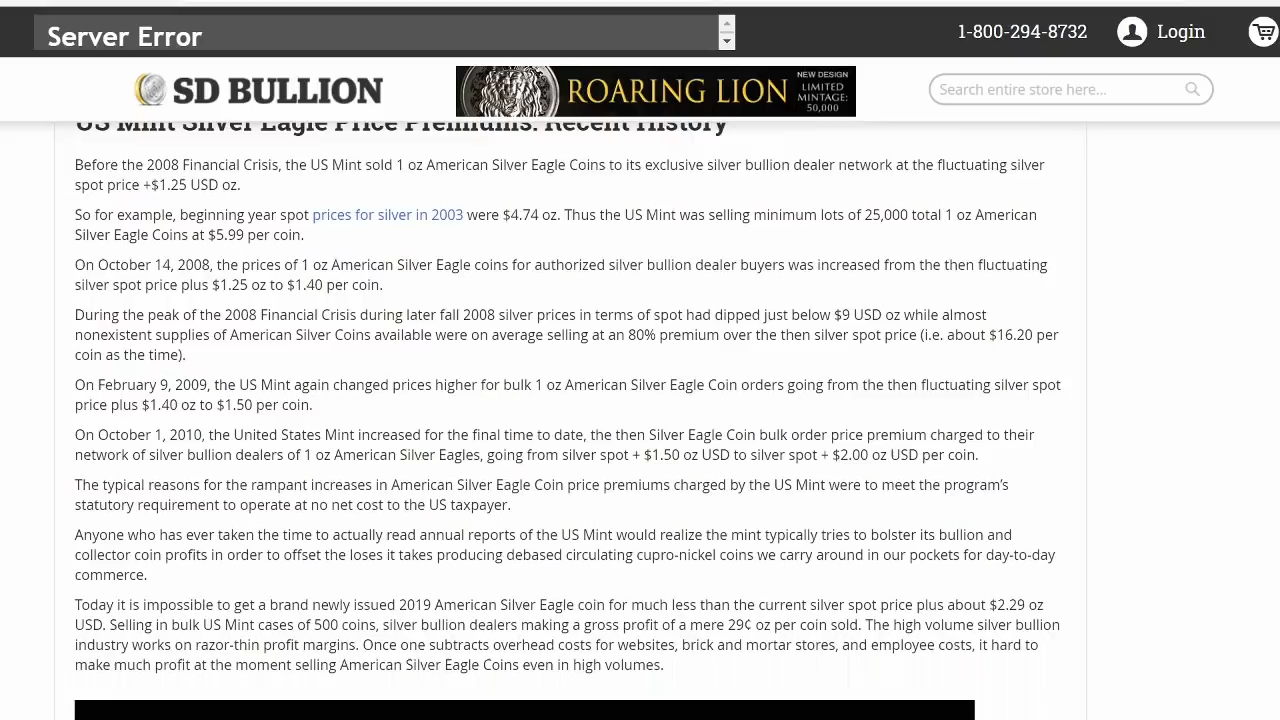 Server Error
1-800-294-8732
Login
SD BULLION
ROARING LION
NEW DESIGN
LIMITED
MINTAGE:
50,000
Search entire store here...
US Mint Silver Eagle Price Premiums: Recent History
Before the 2008 Financial Crisis, the US Mint sold 1 oz American Silver Eagle Coins to its exclusive silver bullion dealer network at the fluctuating silver
spot price +$1.25 USD oz.
So for example, beginning year spot prices for silver in 2003 were $4.74 oz. Thus the US Mint was selling minimum lots of 25,000 total 1 oz American
Silver Eagle Coins at $5.99 per coin.
On October 14, 2008, the prices of 1 oz American Silver Eagle coins for authorized silver bullion dealer buyers was increased from the then fluctuating
silver spot price plus $1.25 oz to $1.40 per coin.
During the peak of the 2008 Financial Crisis during later fall 2008 silver prices in terms of spot had dipped just below $9 USD oz while almost
nonexistent supplies of American Silver Coins available were on average selling at an 80% premium over the then silver spot price (i.e. about $16.20 per
coin as the time).
On February 9, 2009, the US Mint again changed prices higher for bulk 1 oz American Silver Eagle Coin orders going from the then fluctuating silver spot
price plus $1.40 oz to $1.50 per coin.
On October 1, 2010, the United States Mint increased for the final time to date, the then Silver Eagle Coin bulk order price premium charged to their
network of silver bullion dealers of 1 oz American Silver Eagles, going from silver spot + $1.50 oz USD to silver spot + $2.00 oz USD per coin.
The typical reasons for the rampant increases in American Silver Eagle Coin price premiums charged by the US Mint were to meet the program's
statutory requirement to operate at no net cost to the US taxpayer.
Anyone who has ever taken the time to actually read annual reports of the US Mint would realize the mint typically tries to bolster its bullion and
collector coin profits in order to offset the loses it takes producing debased circulating cupro-nickel coins we carry around in our pockets for day-to-day
commerce.
Today it is impossible to get a brand newly issued 2019 American Silver Eagle coin for much less than the current silver spot price plus about $2.29 oz
USD. Selling in bulk US Mint cases of 500 coins, silver bullion dealers making a gross profit of a mere 29¢ oz per coin sold. The high volume silver bullion
industry works on razor-thin profit margins. Once one subtracts overhead costs for websites, brick and mortar stores, and employee costs, it hard to
make much profit at the moment selling American Silver Eagle Coins even in high volumes.